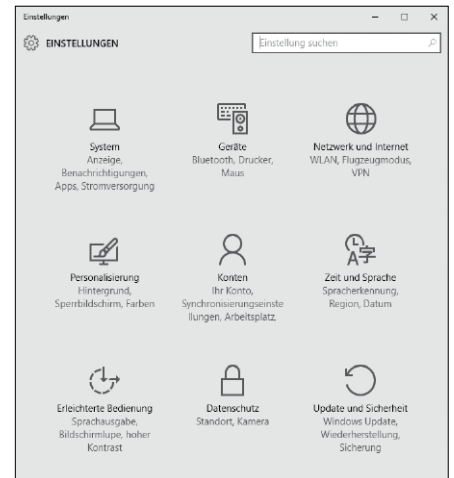 Einstellungen
EINSTELLUNGEN
Einstellung suchen
System
Anzeige,
Benachrichtigungen,
Apps, Stromversorgung
Geräte
Bluetooth, Drucker,
Maus
Netzwerk und Internet
WLAN, Flugzeugmodus,
VPN
Personalisierung
Hintergrund,
Sperrbildschirm, Farben
Konten
Ihr Konto,
Synchronisierungseinste
llungen, Arbeitsplatz,
Zeit und Sprache
Spracherkennung,
Region, Datum
Erleichterte Bedienung
Sprachausgabe,
Bildschirmlupe, hoher
Kontrast
Datenschutz
Standort, Kamera
Update und Sicherheit
Windows Update,
Wiederherstellung,
Sicherung